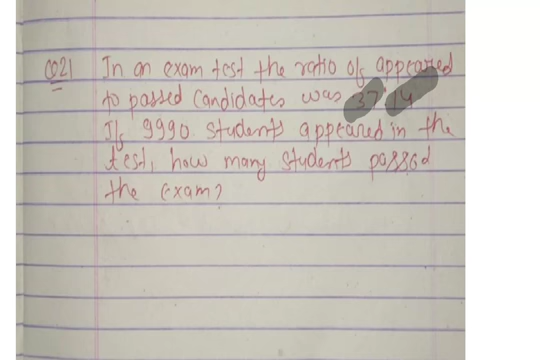 Q21 In an exam test the ratio of appeared
to passed candidates was 37:14
If 9990 students appeared in the
test, how many students passed
the exam?